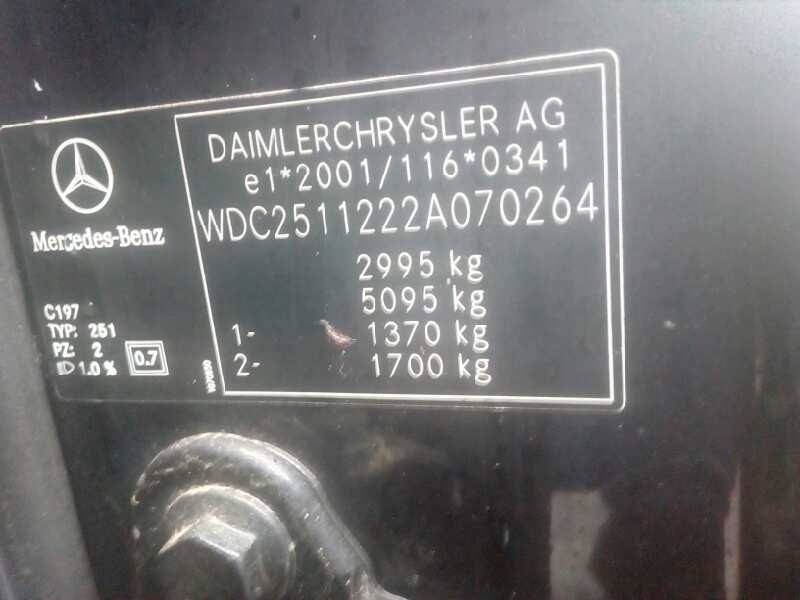 DAIMLERCHRYSLER AG
e1*2001/116*0341
WDC2511222A070264
2995 kg
5095 kg
1- 1370 kg
2- 1700 kg
Mercedes-Benz
C197
TYP: 251
PZ: 2
1.0 %
0.7